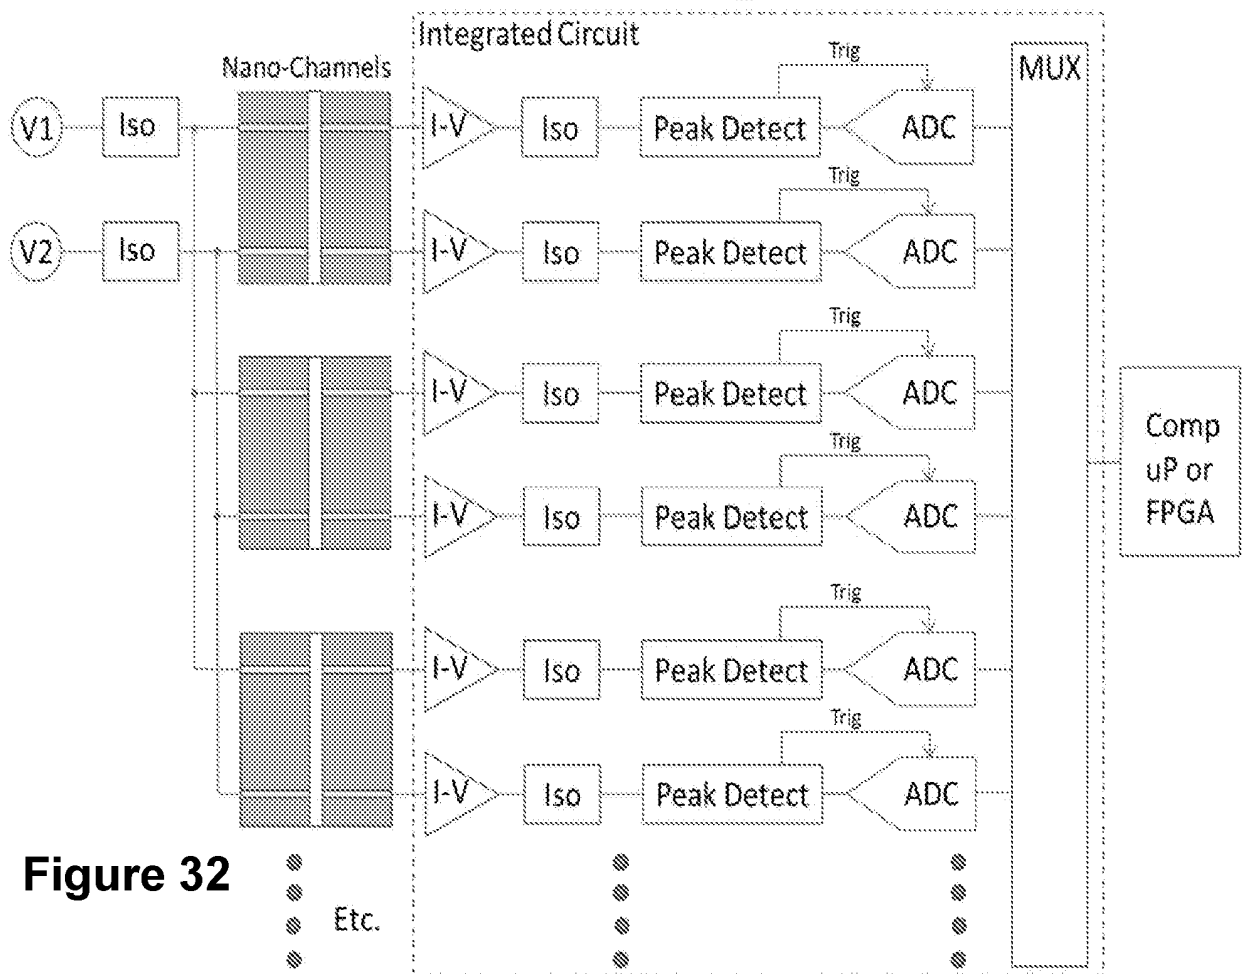 Integrated Circuit
Nano-Channels
Trig
MUX
V1 Iso I-V Iso Peak Detect ADC
Trig
V2 Iso I-V Iso Peak Detect ADC
Trig
I-V Iso Peak Detect ADC
Trig
I-V Iso Peak Detect ADC
Comp
uP or
FPGA
Trig
I-V Iso Peak Detect ADC
Trig
I-V Iso Peak Detect ADC
Figure 32
Etc.